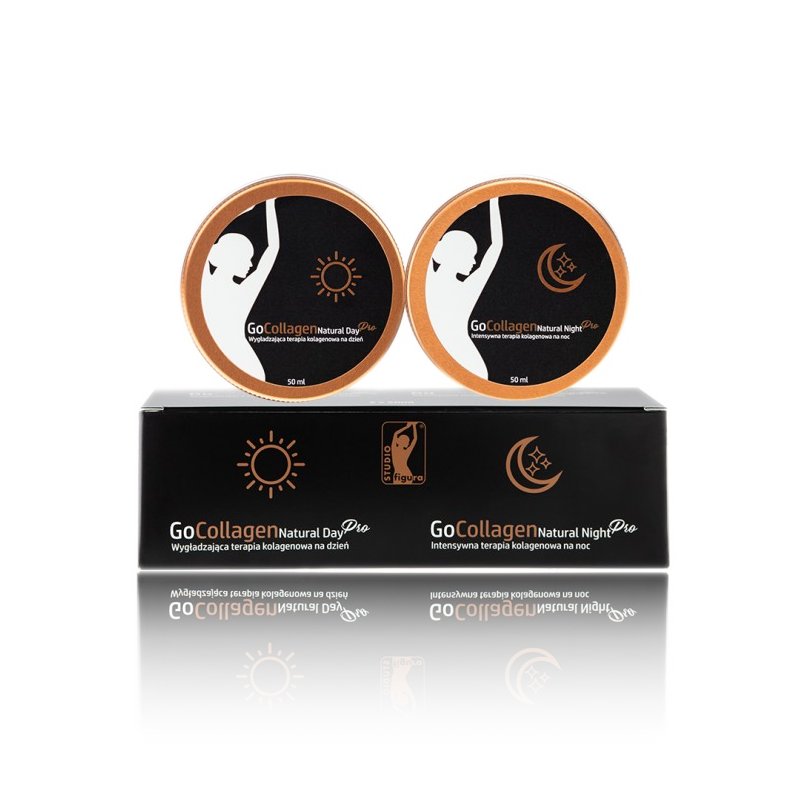 GoCollagen Natural Day Pro
Wygładzająca terapia kolagenowa na dzień
50 ml
GoCollagen Natural Night Pro
Intensywna terapia kolagenowa na noc
50 ml
STUDIO
figura
®
GoCollagen Natural Day Pro
Wygładzająca terapia kolagenowa na dzień
GoCollagen Natural Night Pro
Intensywna terapia kolagenowa na noc